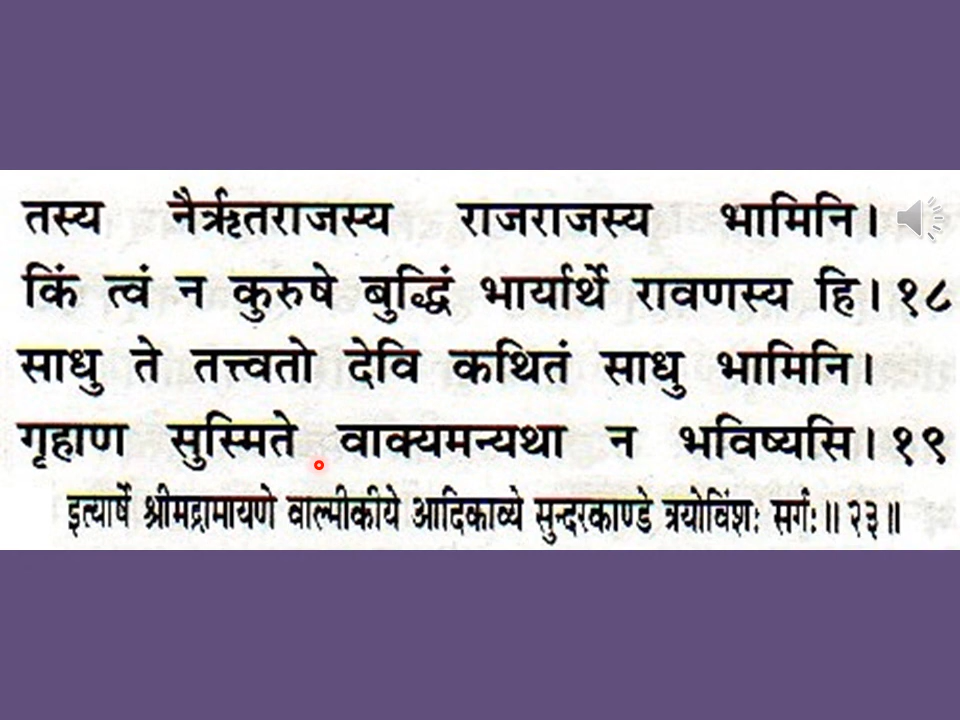 तस्य नैर्ऋतराजस्य राजराजस्य भामिनि।
किं त्वं न कुरुषे बुद्धिं भार्यार्थे रावणस्य हि। १८
साधु ते तत्त्वतो देवि कथितं साधु भामिनि।
गृहाण सुस्मिते वाक्यमन्यथा न भविष्यसि। १९
इत्यार्षे श्रीमद्रामायणे वाल्मीकीये आदिकाव्ये सुन्दरकाण्डे त्रयोविंशः सर्गः॥ २३॥